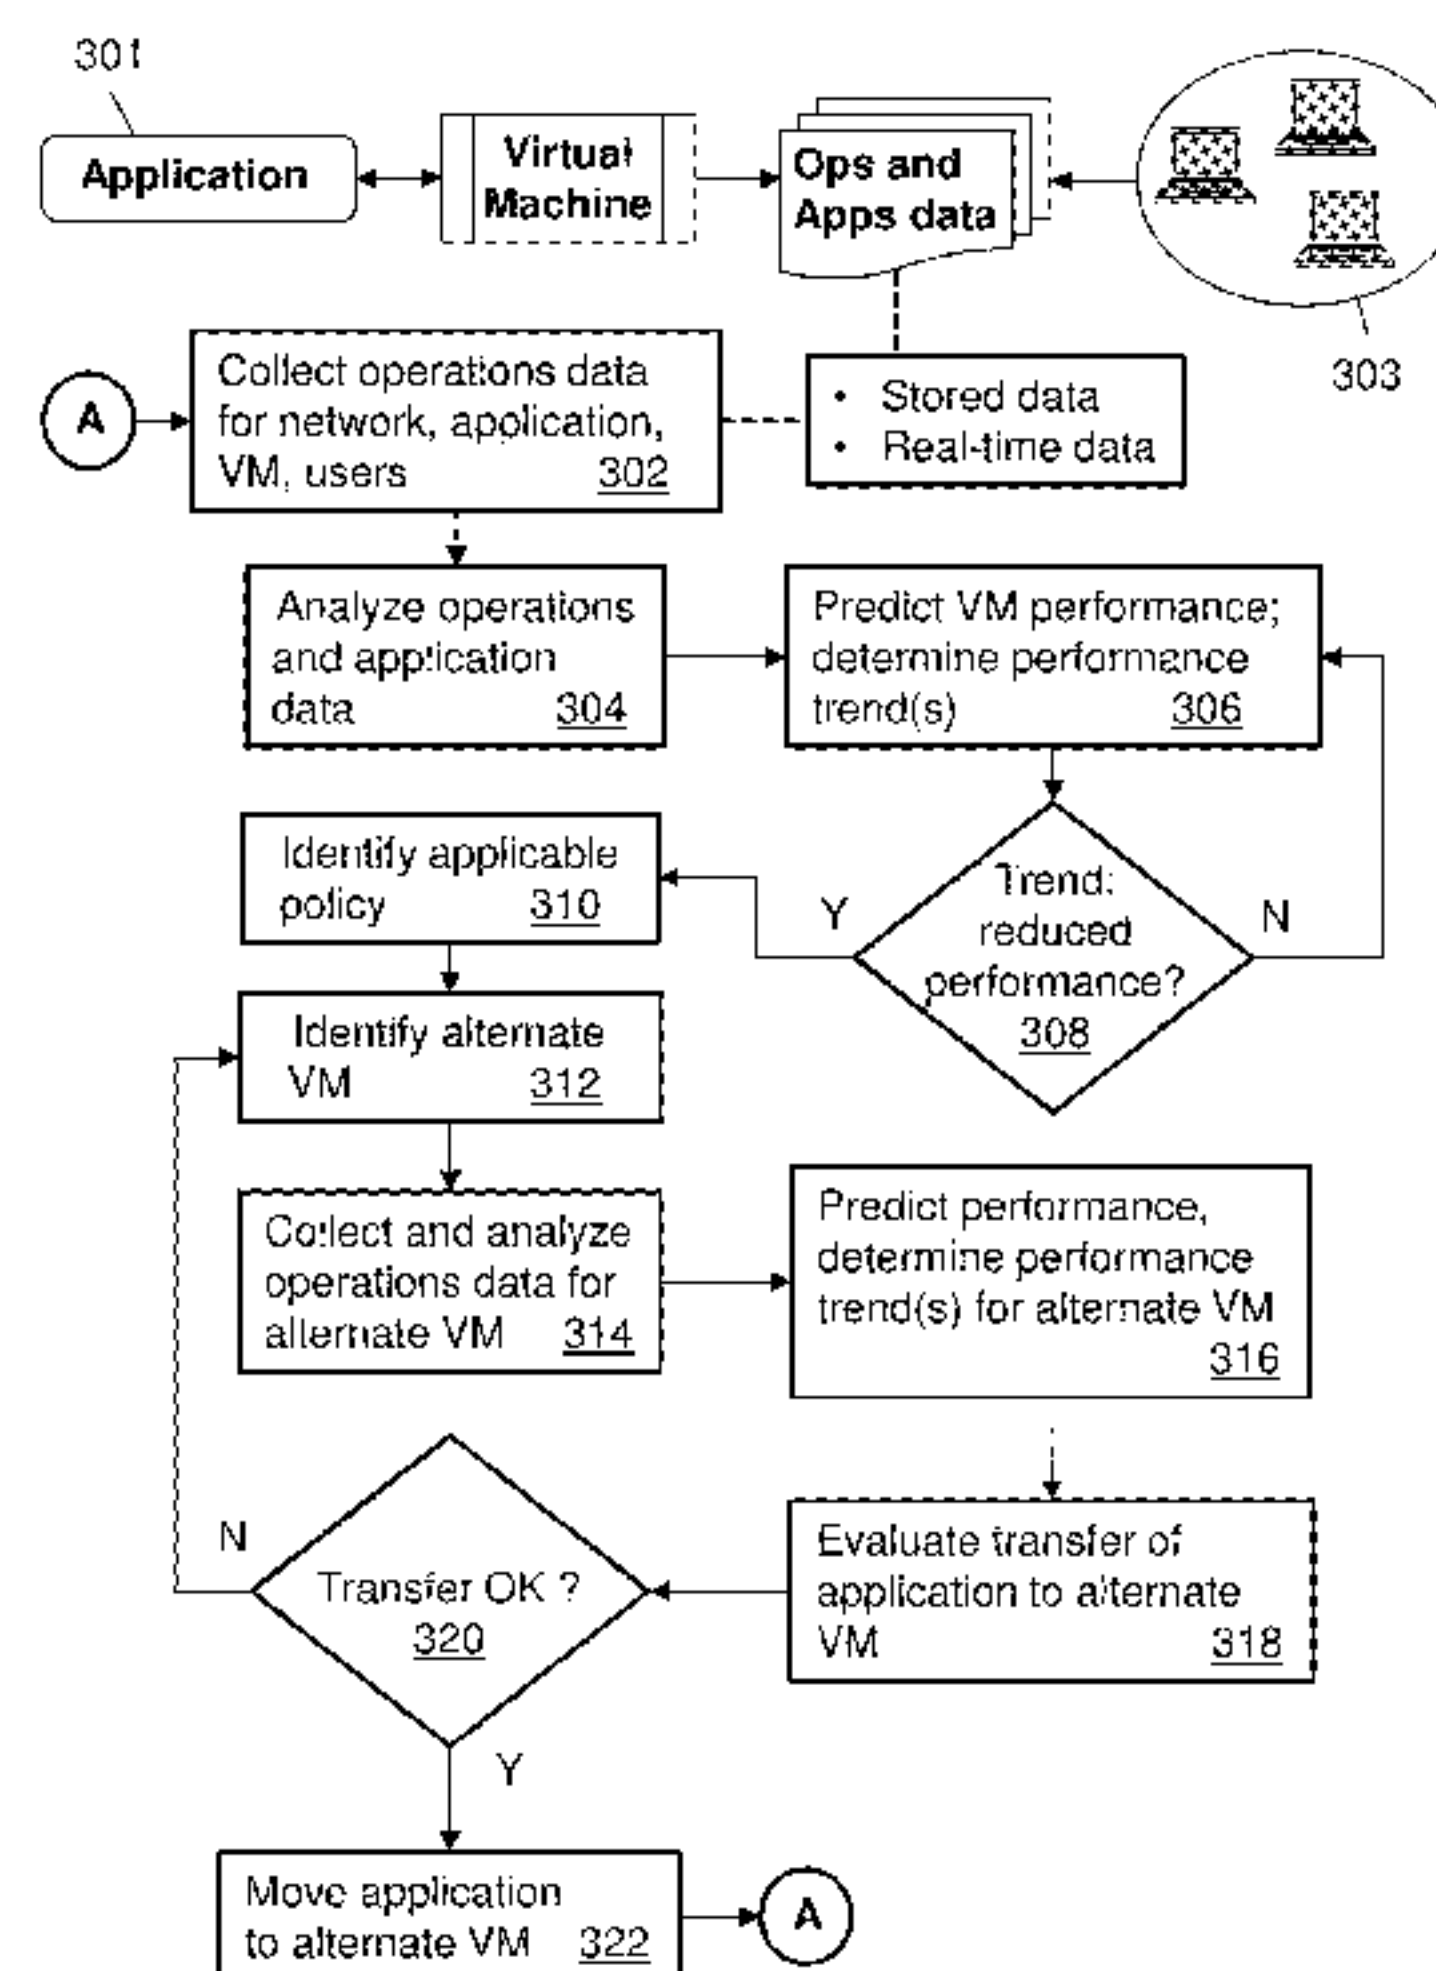 301
Application
Virtual
Machine
Ops and
Apps data
303
A
Collect operations data
for network, application,
VM, users 302
• Stored data
• Real-time data
Analyze operations
and application
data 304
Predict VM performance;
determine performance
trend(s) 306
Trend:
reduced
performance?
308
Y
N
Identify applicable
policy 310
Identify alternate
VM 312
Collect and analyze
operations data for
alternate VM 314
Predict performance,
determine performance
trend(s) for alternate VM
316
Evaluate transfer of
application to alternate
VM 318
N
Transfer OK ?
320
Y
Move application
to alternate VM 322
A